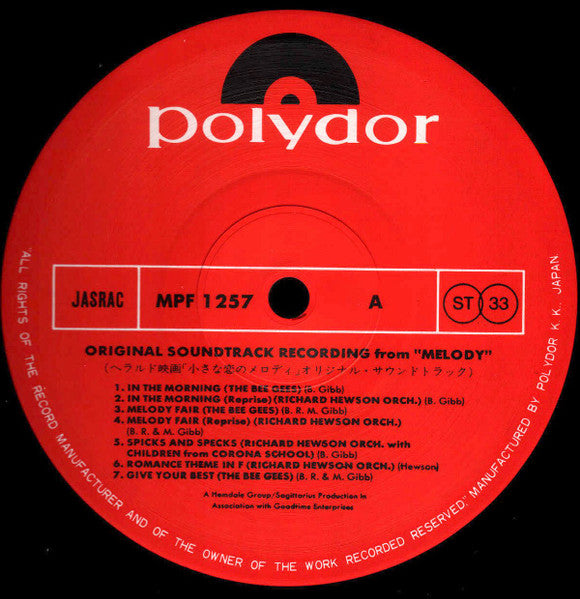 polydor
JASRAC MPF 1257 A ST 33
ORIGINAL SOUNDTRACK RECORDING from "MELODY"
(ヘラルド映画「小さな恋のメロディ」オリジナル・サウンドトラック)
1. IN THE MORNING (THE BEE GEES) (B. Gibb)
2. IN THE MORNING (Reprise) (RICHARD HEWSON ORCH.) (B. Gibb)
3. MELODY FAIR (THE BEE GEES) (B. R. M. Gibb)
4. MELODY FAIR (Reprise) (RICHARD HEWSON ORCH.)
(B. R. & M. Gibb)
5. SPICKS AND SPECKS (RICHARD HEWSON ORCH. with
CHILDREN from CORONA SCHOOL) (B. Gibb)
6. ROMANCE THEME IN F (RICHARD HEWSON ORCH.) (Hewson)
7. GIVE YOUR BEST (THE BEE GEES) (B. R. & M. Gibb)
A Hemdale Group/Sagittarius Production in
Association with Goodtime Enterprises
"ALL RIGHTS OF THE RECORD MANUFACTURER AND OF THE OWNER OF THE WORK RECORDED RESERVED." MANUFACTURED BY POLYDOR K. K. JAPAN.